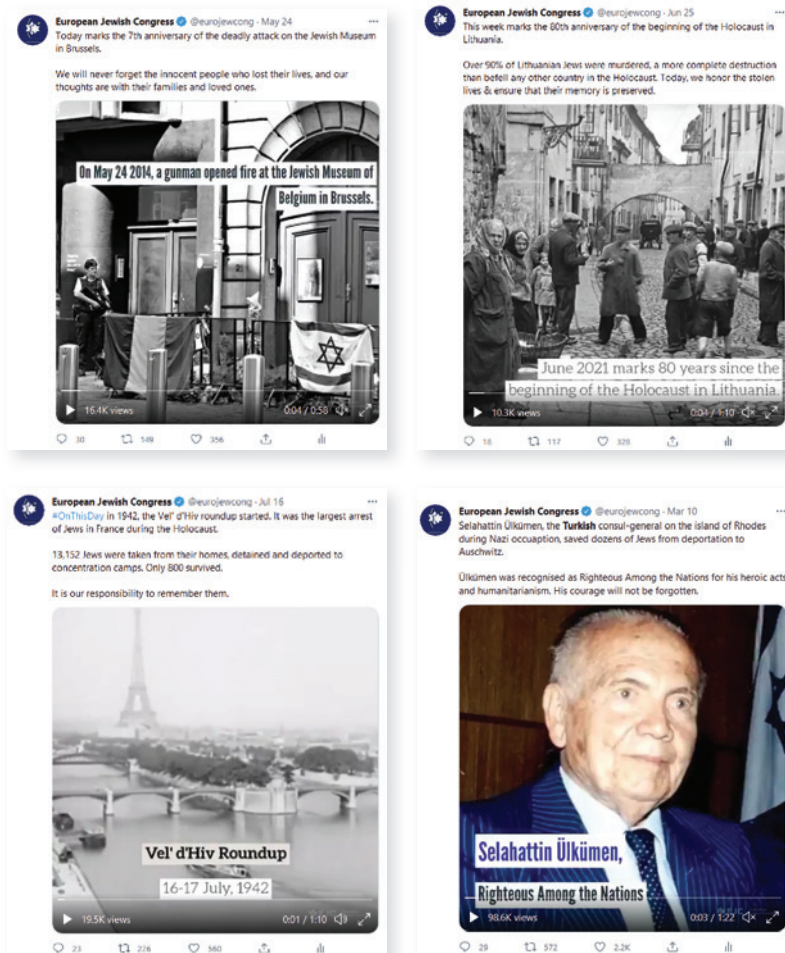 European Jewish Congress @eurojewcong · May 24
Today marks the 7th anniversary of the deadly attack on the Jewish Museum
in Brussels.
We will never forget the innocent people who lost their lives, and our
thoughts are with their families and loved ones.
On May 24 2014, a gunman opened fire at the Jewish Museum of
Belgium in Brussels.
16.4K views
0:04 / 0:58
30 149 356
European Jewish Congress @eurojewcong · Jun 25
This week marks the 80th anniversary of the beginning of the Holocaust in
Lithuania.
Over 90% of Lithuanian Jews were murdered, a more complete destruction
than befell any other country in the Holocaust. Today, we honor the stolen
lives & ensure that their memory is preserved.
June 2021 marks 80 years since the
beginning of the Holocaust in Lithuania.
10.3K views
0:04 / 1:10
18 117 328
European Jewish Congress @eurojewcong · Jul 16
#OnThisDay in 1942, the Vel' d'Hiv roundup started. It was the largest arrest
of Jews in France during the Holocaust.
13,152 Jews were taken from their homes, detained and deported to
concentration camps. Only 800 survived.
It is our responsibility to remember them.
Vel' d'Hiv Roundup
16-17 July, 1942
19.5K views
0:01 / 1:10
23 226 560
European Jewish Congress @eurojewcong · Mar 10
Selahattin Ülkümen, the Turkish consul-general on the island of Rhodes
during Nazi occuaption, saved dozens of Jews from deportation to
Auschwitz.
Ülkümen was recognised as Righteous Among the Nations for his heroic acts
and humanitarianism. His courage will not be forgotten.
Selahattin Ülkümen,
Righteous Among the Nations
98.6K views
0:03 / 1:22
29 572 2.2K